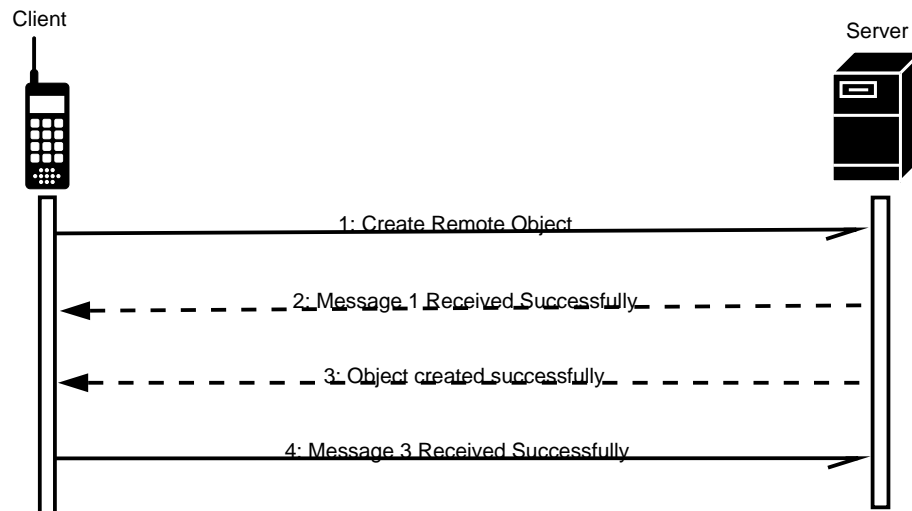 Client
Server
1: Create Remote Object
2: Message 1 Received Successfully
3: Object created successfully
4: Message 3 Received Successfully